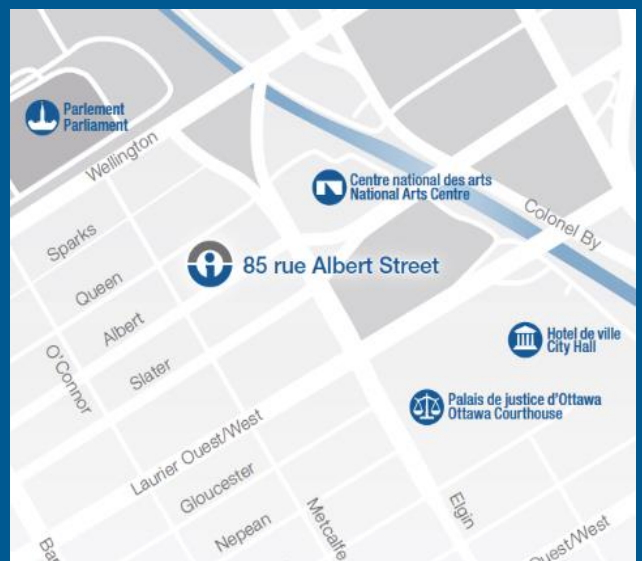 Parlement
Parliament
Wellington
Centre national des arts
National Arts Centre
Colonel By
Sparks
Queen
85 rue Albert Street
Albert
Slater
O'Connor
Hotel de ville
City Hall
Palais de justice d'Ottawa
Ottawa Courthouse
Laurier Ouest/West
Gloucester
Nepean
Metcalfe
Elgin
Ouest/West